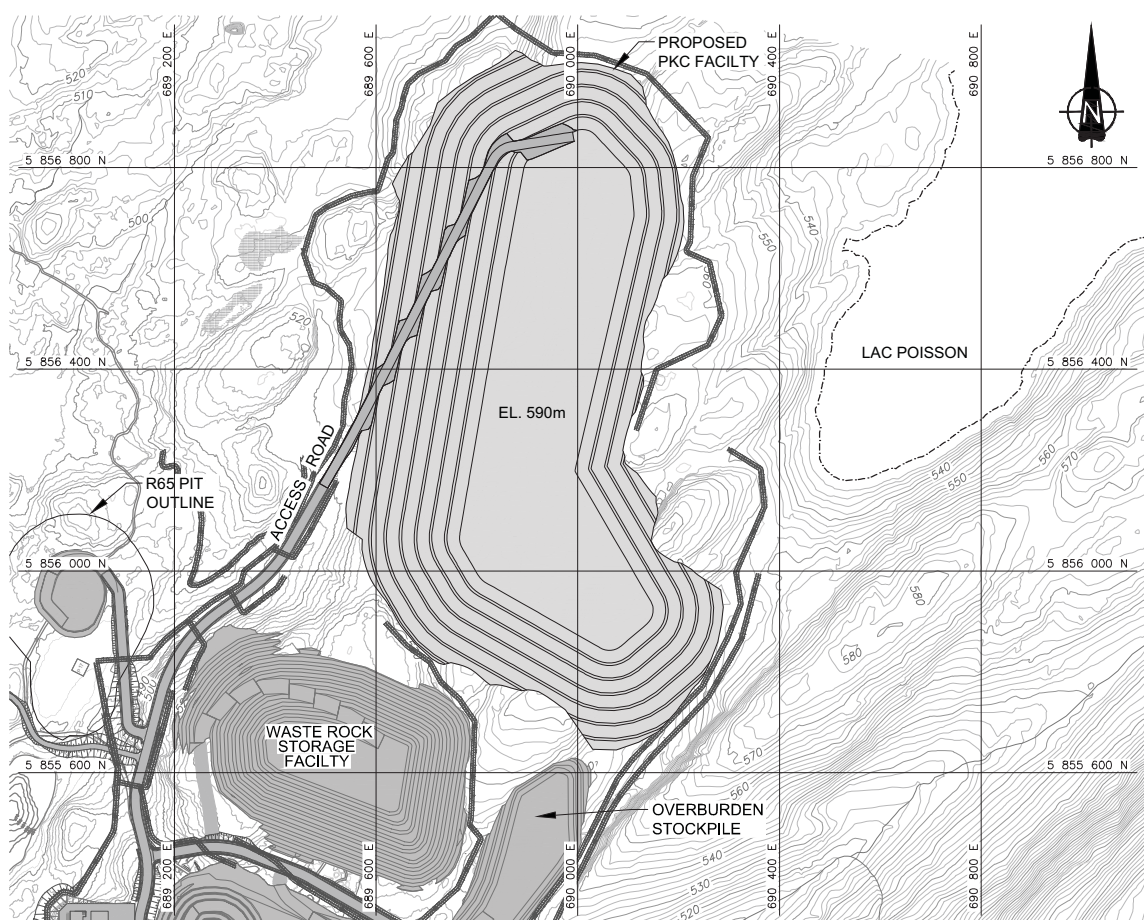 689 200 E
689 600 E
690 000 E
690 400 E
690 800 E
PROPOSED
PKC FACILTY
N
520
510
5 856 800 N
5 856 800 N
500
540
550
560
520
LAC POISSON
5 856 400 N
5 856 400 N
EL. 590m
ACCESS ROAD
R65 PIT
OUTLINE
540
550
560
570
5 856 000 N
5 856 000 N
580
580
490
500
WASTE ROCK
STORAGE
FACILTY
570
5 855 600 N
5 855 600 N
560
OVERBURDEN
STOCKPILE
540
530
520
689 200 E
689 600 E
690 000 E
690 400 E
690 800 E